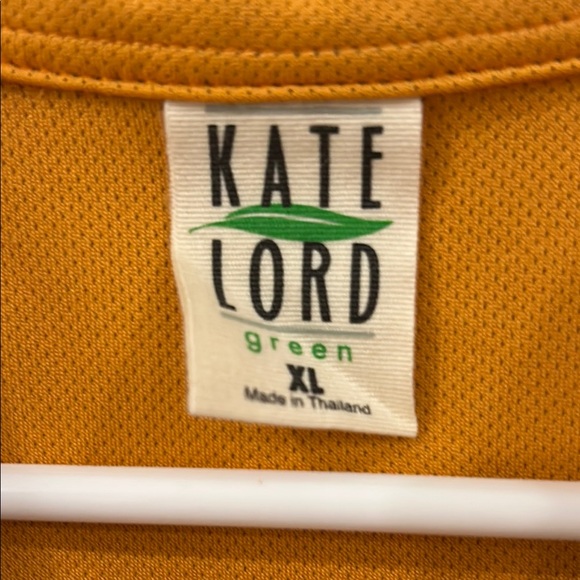 KATE
LORD
green
XL
Made in Thailand